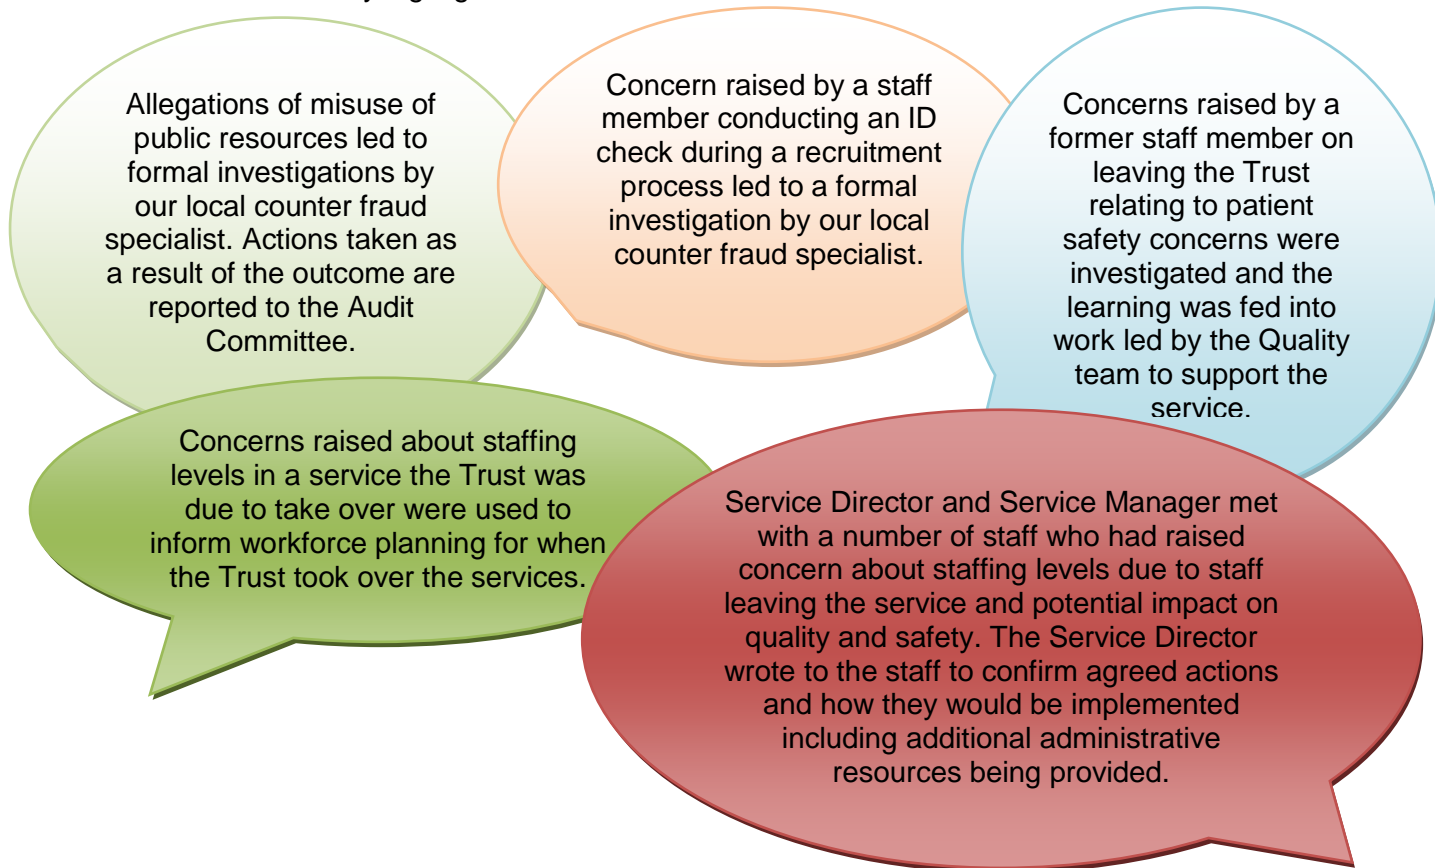 Allegations of misuse of
public resources led to
formal investigations by
our local counter fraud
specialist. Actions taken as
a result of the outcome are
reported to the Audit
Committee.
Concern raised by a staff
member conducting an ID
check during a recruitment
process led to a formal
investigation by our local
counter fraud specialist.
Concerns raised by a
former staff member on
leaving the Trust
relating to patient
safety concerns were
investigated and the
learning was fed into
work led by the Quality
team to support the
service.
Concerns raised about staffing
levels in a service the Trust was
due to take over were used to
inform workforce planning for when
the Trust took over the services.
Service Director and Service Manager met
with a number of staff who had raised
concern about staffing levels due to staff
leaving the service and potential impact on
quality and safety. The Service Director
wrote to the staff to confirm agreed actions
and how they would be implemented
including additional administrative
resources being provided.